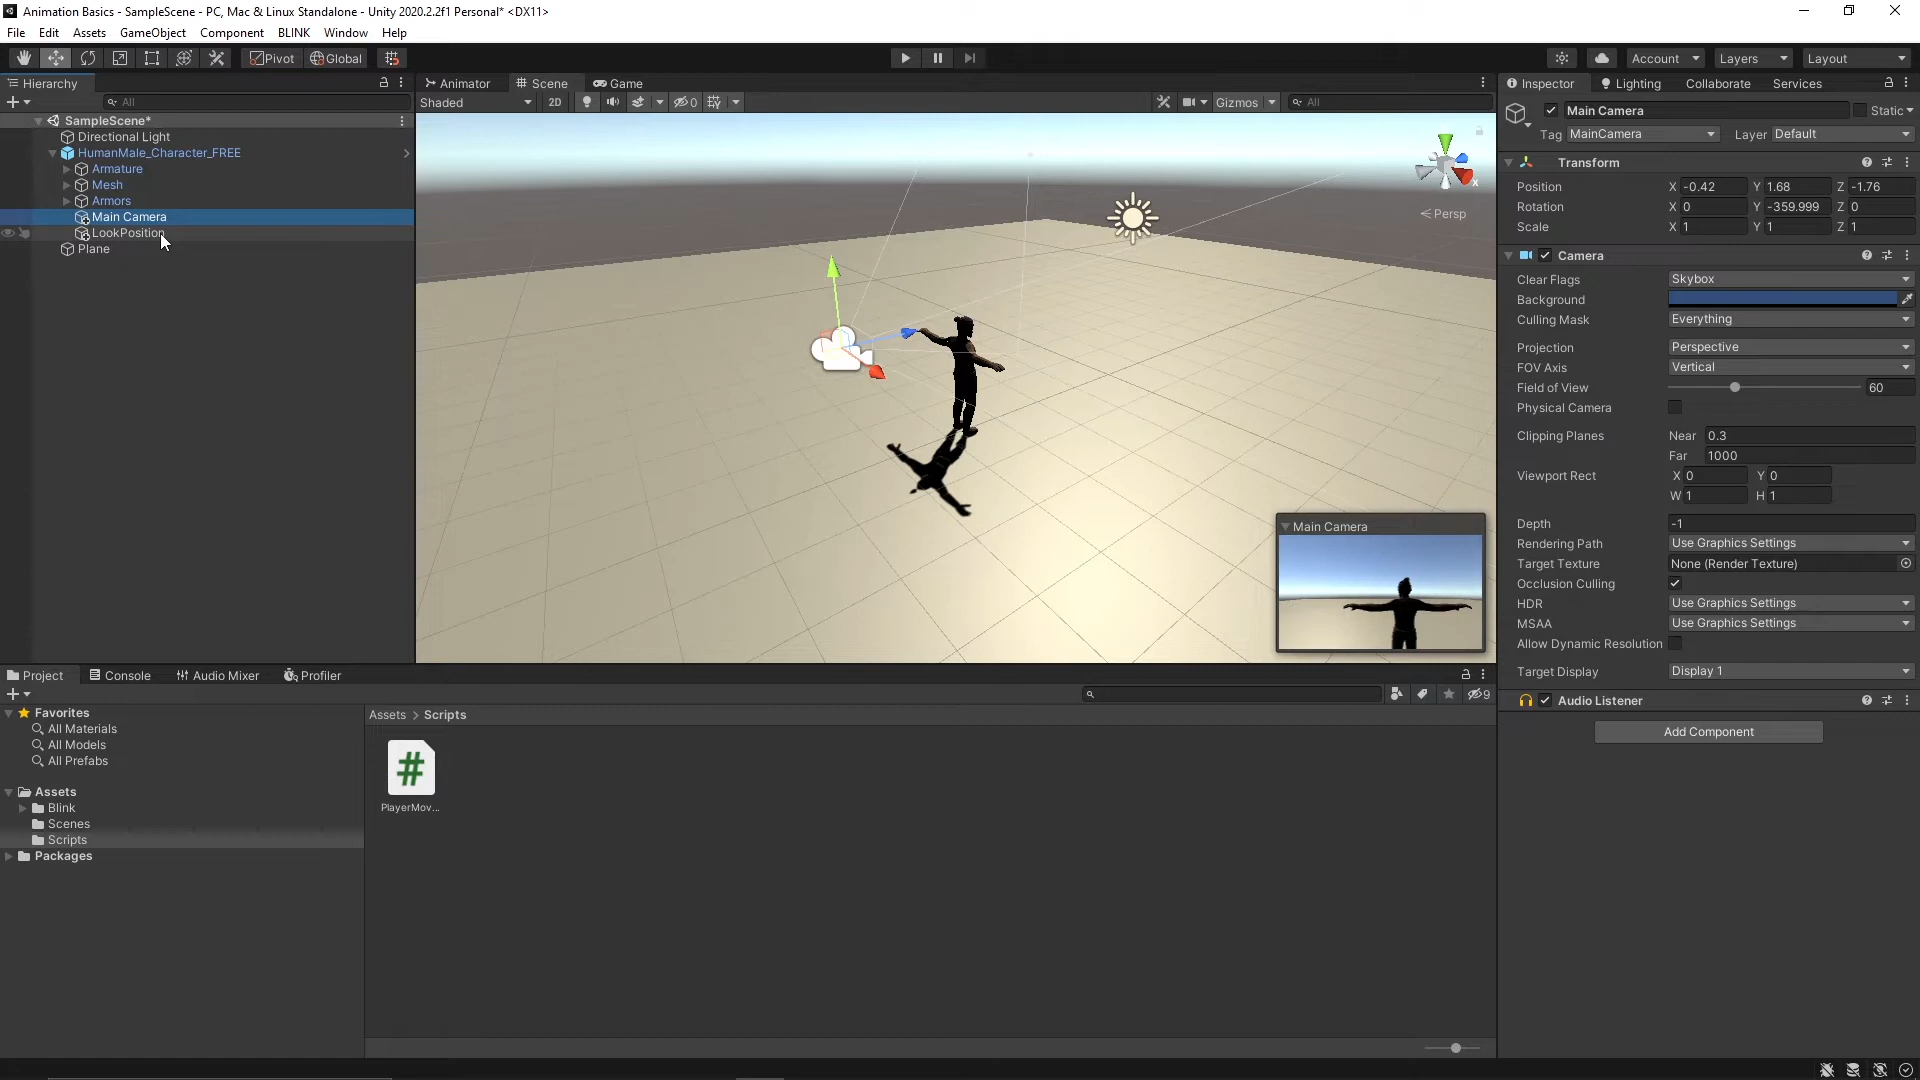 Animation Basics - SampleScene - PC, Mac & Linux Standalone - Unity 2020.2.2f1 Personal* <DX11>
File Edit Assets GameObject Component BLINK Window Help
Pivot Global Account Layers Layout
Hierarchy
All
SampleScene*
Directional Light
HumanMale_Character_FREE
Armature
Mesh
Armors
Main Camera
LookPosition
Plane
Animator Scene Game
Shaded 2D 0 Gizmos All
x
Persp
Main Camera
Inspector Lighting Collaborate Services
Main Camera Static
Tag MainCamera Layer Default
Transform
Position X -0.42 Y 1.68 Z -1.76
Rotation X 0 Y -359.999 Z 0
Scale X 1 Y 1 Z 1
Camera
Clear Flags Skybox
Background
Culling Mask Everything
Projection Perspective
FOV Axis Vertical
Field of View 60
Physical Camera
Clipping Planes Near 0.3
Far 1000
Viewport Rect X 0 Y 0
W 1 H 1
Depth -1
Rendering Path Use Graphics Settings
Target Texture None (Render Texture)
Occlusion Culling
HDR Use Graphics Settings
MSAA Use Graphics Settings
Allow Dynamic Resolution
Target Display Display 1
Audio Listener
Add Component
Project Console Audio Mixer Profiler
9
Favorites
All Materials
All Models
All Prefabs
Assets
Blink
Scenes
Scripts
Packages
Assets > Scripts
#
PlayerMov...